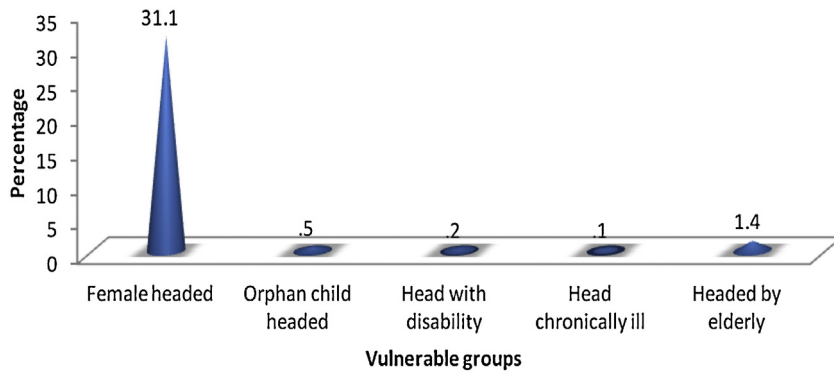 Percentage
35
30
25
20
15
10
5
0
31.1
.5
.2
.1
1.4
Female headed
Orphan child
headed
Head with
disability
Head
chronically ill
Headed by
elderly
Vulnerable groups